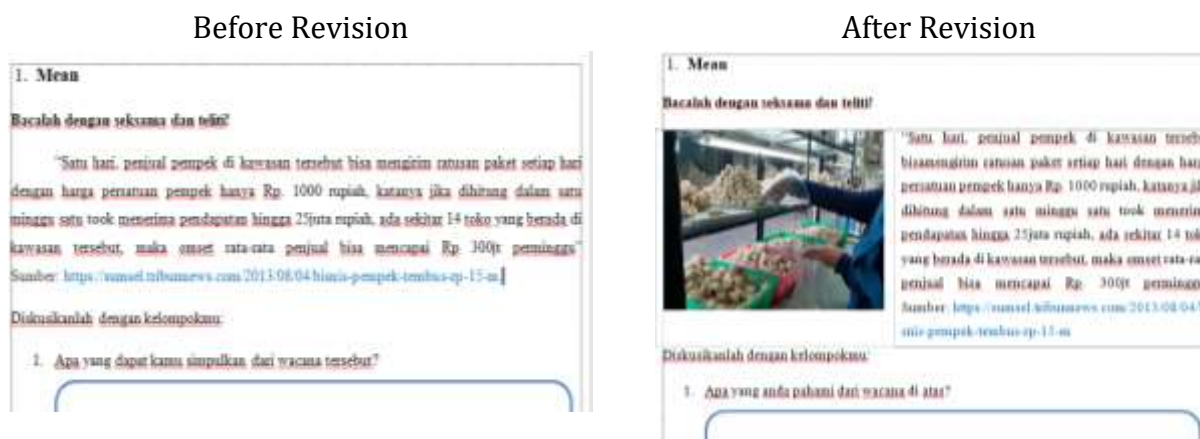 Before Revision
1. Mean
Bacalah dengan seksama dan teliti!
"Satu hari, penjual pempek di kawasan tersebut bisa mengirim ratusan paket setiap hari
dengan harga persatuan pempek hanya Rp. 1000 rupiah, katanya jika dihitung dalam satu
minggu satu took menerima pendapatan hingga 25juta rupiah, ada sekitar 14 toko yang berada di
kawasan tersebut, maka omset rata-rata penjual bisa mencapai Rp. 300jt perminggu"
Sumber: https://sumsel.tribunnews.com/2013/08/04/bisnis-pempek-tembus-rp-15-m.
Diskusikanlah dengan kelompokmu:
1. Apa yang dapat kamu simpulkan dari wacana tersebut?
After Revision
1. Mean
Bacalah dengan seksama dan teliti!
"Satu hari, penjual pempek di kawasan terseb
bisamengirim ratusan paket setiap hari dengan har
persatuan pempek hanya Rp. 1000 rupiah, katanya ji
dihitung dalam satu minggu satu took menerim
pendapatan hingga 25juta rupiah, ada sekitar 14 tok
yang berada di kawasan tersebut, maka omset rata-ra
penjual bisa mencapai Rp. 300jt perminggu
Sumber: https://sumsel.tribunnews.com/2013/08/04/
nis-pempek-tembus-rp-15-m
Diskusikanlah dengan kelompokmu:
1. Apa yang anda pahami dari wacana di atas?